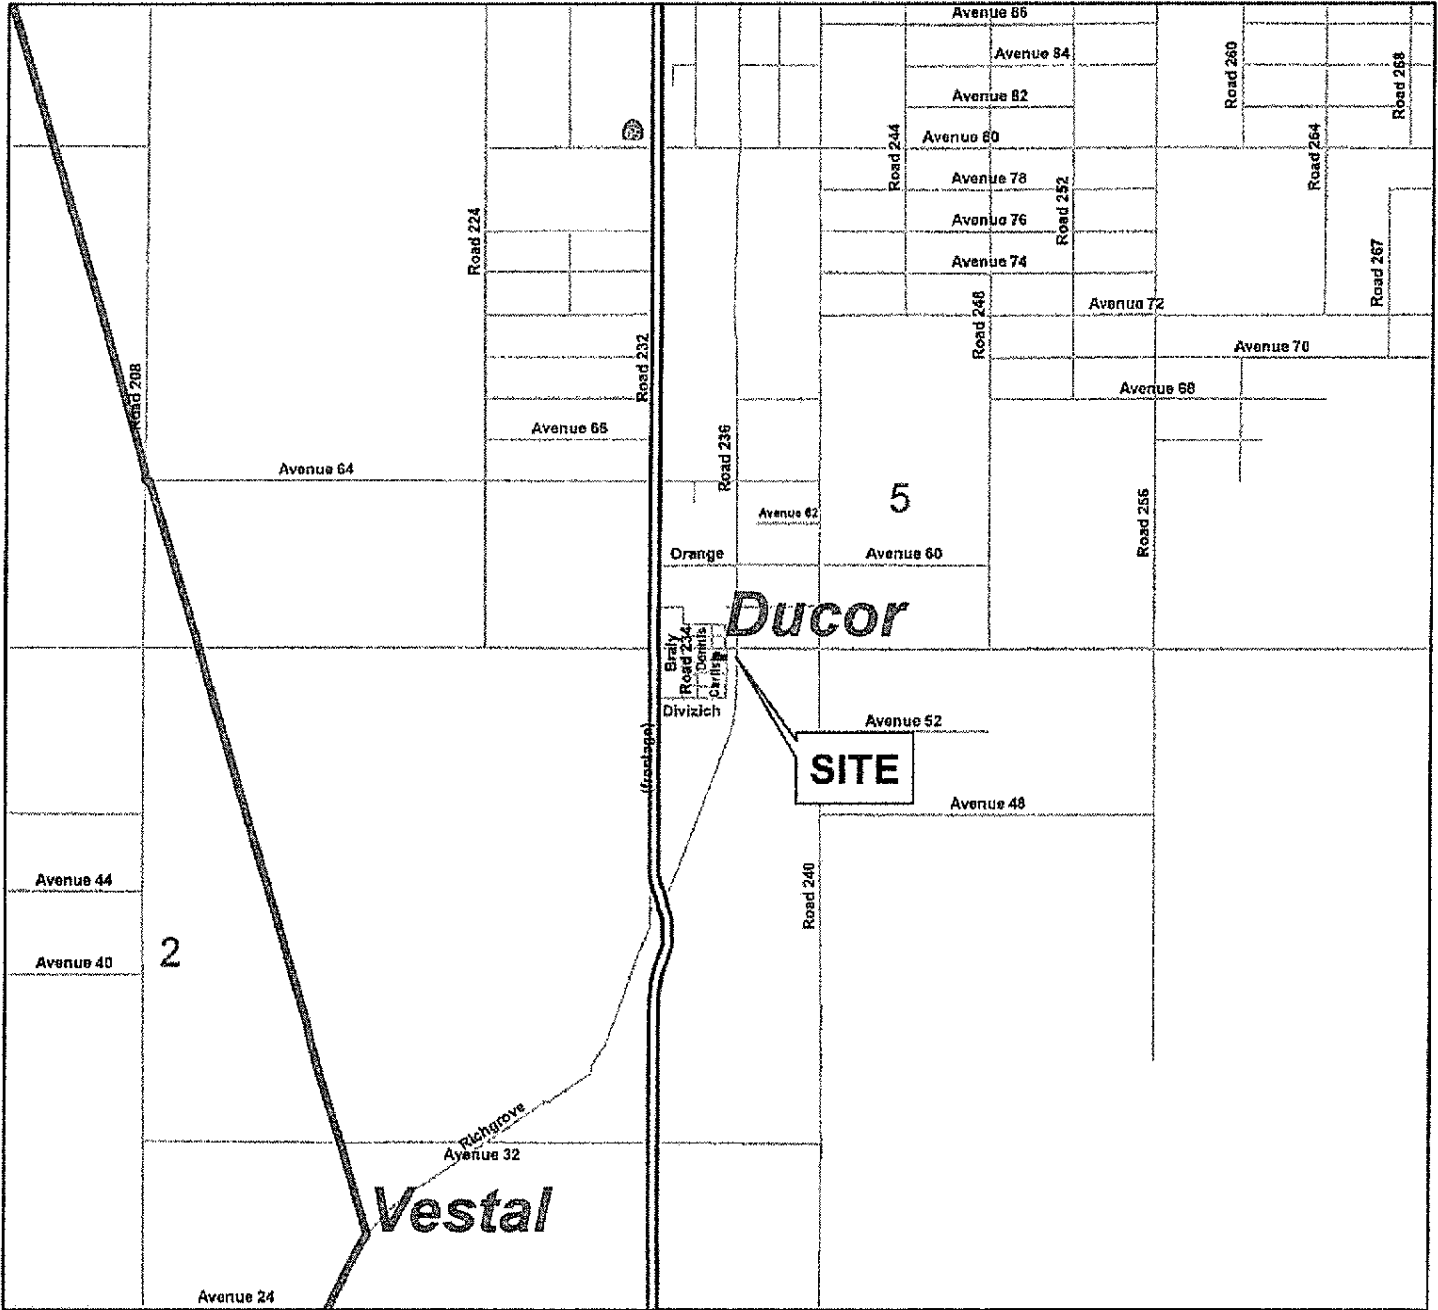 Avenue 86
Avenue 84
Road 260
Road 268
Avenue 82
Avenue 80
Road 244
Road 264
Avenue 78
Road 252
Avenue 76
Road 224
Avenue 74
Road 267
Avenue 72
Road 248
Avenue 70
Road 232
Road 208
Avenue 68
Avenue 66
Road 236
Avenue 64
5
Avenue 62
Road 256
Orange
Avenue 60
Ducor
Braly
Road 234
Dennis
Carlisle
Divizich
Avenue 52
(frontage)
SITE
Avenue 48
Avenue 44
Road 240
2
Avenue 40
Richgrove
Avenue 32
Vestal
Avenue 24